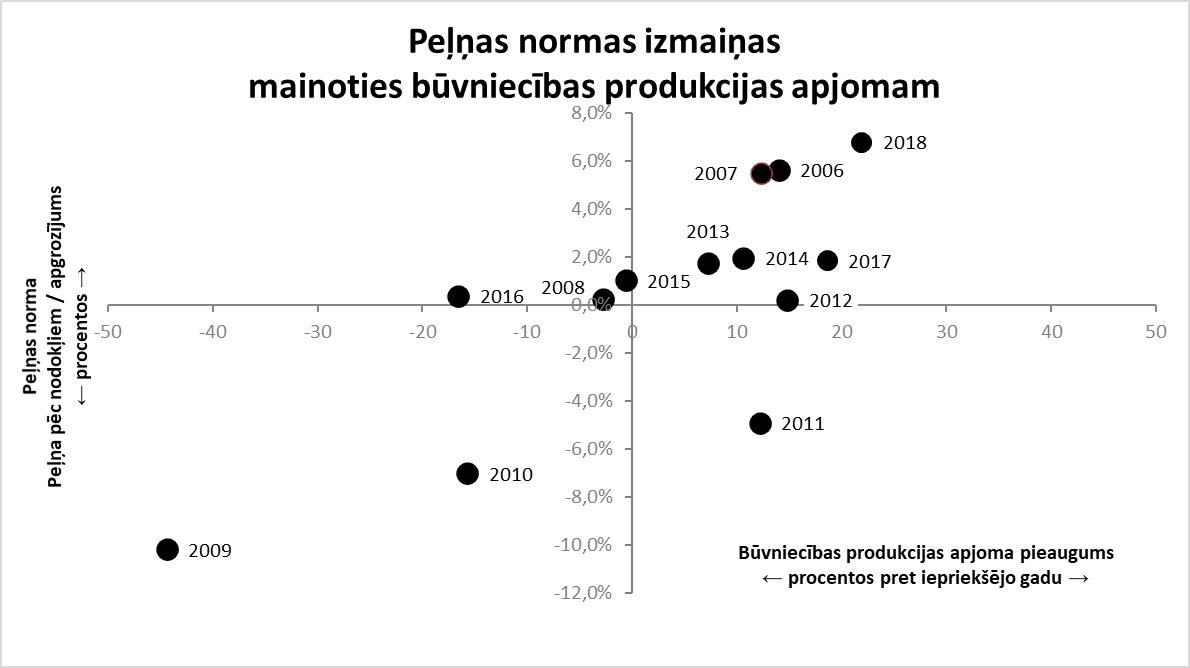 Peļņas normas izmaiņas
mainoties būvniecības produkcijas apjomam
8,0%
6,0%
4,0%
2,0%
0,0%
-2,0%
-4,0%
-6,0%
-8,0%
-10,0%
-12,0%
-50 -40 -30 -20 -10 0 10 20 30 40 50
2018
2007 2006
2013
2014 2017
2008 2015
2016 2012
2011
2010
2009
Peļņas norma
Peļņa pēc nodokļiem / apgrozījums
← procentos →
Būvniecības produkcijas apjoma pieaugums
← procentos pret iepriekšējo gadu →